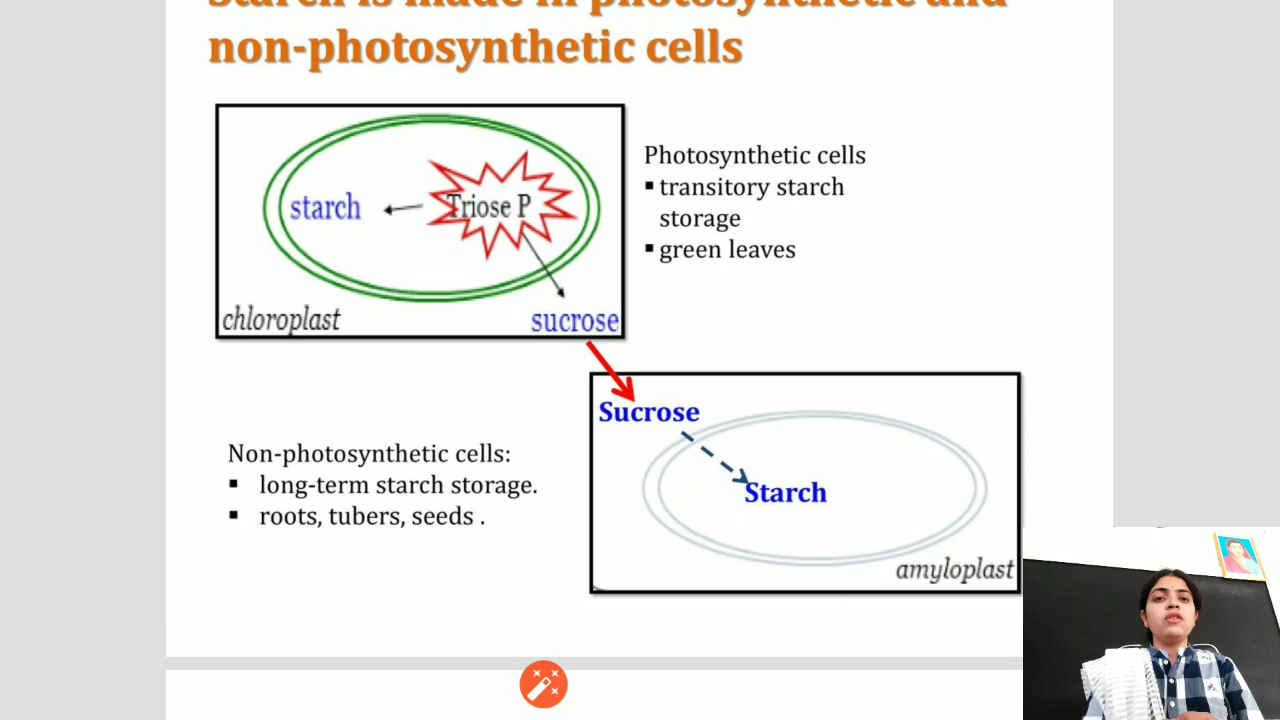 Starch is made in photosynthetic and
non-photosynthetic cells
starch
Triose P
chloroplast
sucrose
Photosynthetic cells
▪ transitory starch
storage
▪ green leaves
Sucrose
Starch
amyloplast
Non-photosynthetic cells:
▪ long-term starch storage.
▪ roots, tubers, seeds .